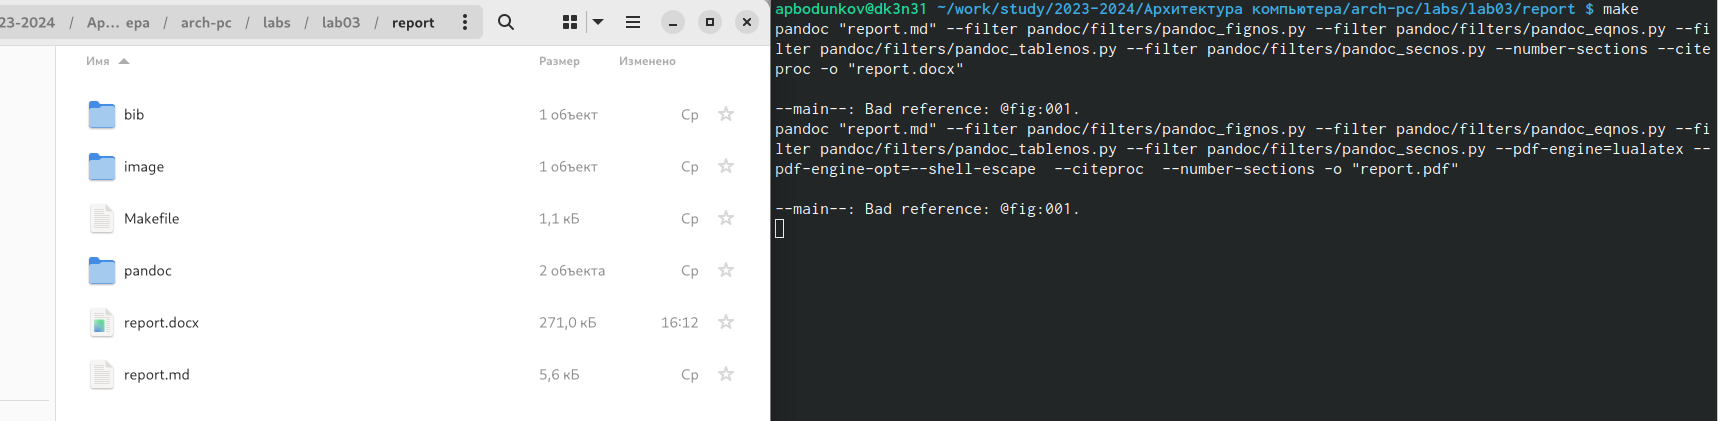 23-2024 / Ар... ера / arch-pc / labs / lab03 / report
Имя Размер Изменено
bib 1 объект Ср
image 1 объект Ср
Makefile 1,1 кБ Ср
pandoc 2 объекта Ср
report.docx 271,0 кБ 16:12
report.md 5,6 кБ Ср
apbodunkov@dk3n31 ~/work/study/2023-2024/Архитектура компьютера/arch-pc/labs/lab03/report $ make
pandoc "report.md" --filter pandoc/filters/pandoc_fignos.py --filter pandoc/filters/pandoc_eqnos.py --fi
lter pandoc/filters/pandoc_tablenos.py --filter pandoc/filters/pandoc_secnos.py --number-sections --cite
proc -o "report.docx"
--main--: Bad reference: @fig:001.
pandoc "report.md" --filter pandoc/filters/pandoc_fignos.py --filter pandoc/filters/pandoc_eqnos.py --fi
lter pandoc/filters/pandoc_tablenos.py --filter pandoc/filters/pandoc_secnos.py --pdf-engine=lualatex --
pdf-engine-opt=--shell-escape  --citeproc  --number-sections -o "report.pdf"
--main--: Bad reference: @fig:001.